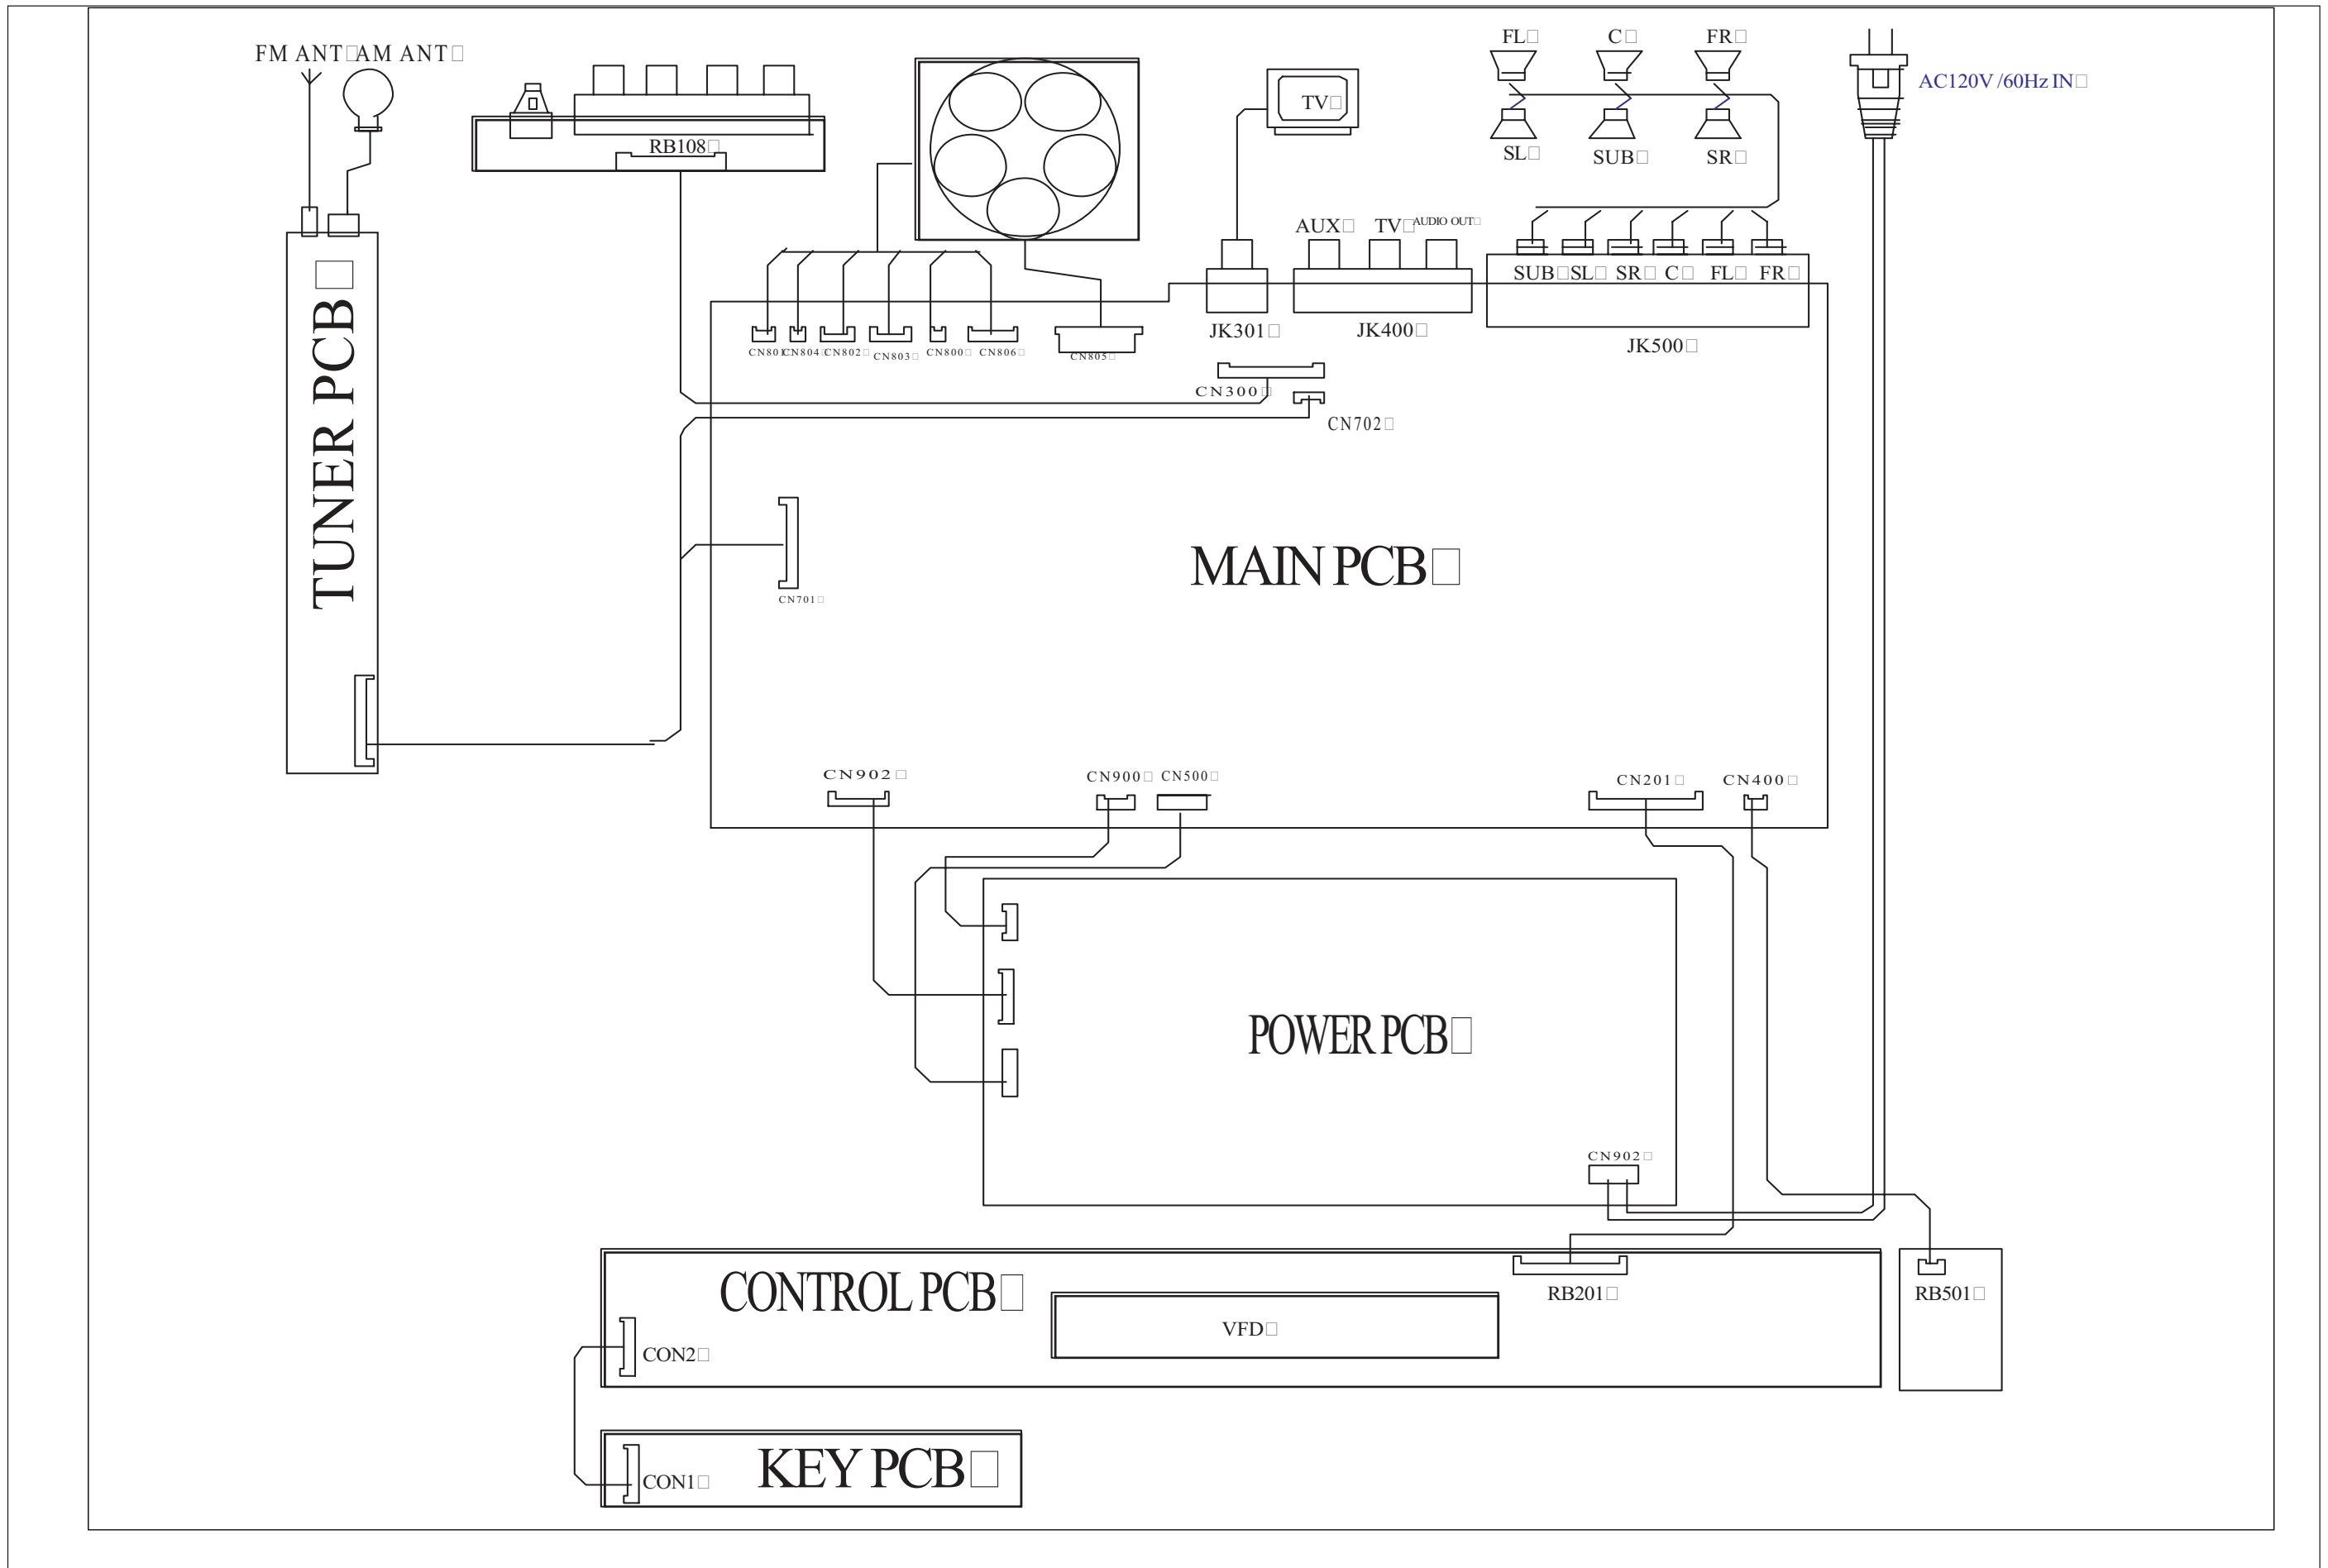 FM ANT AM ANT
FL C FR
AC120V /60Hz IN
TV
RB108
SL SUB SR
AUX TV AUDIO OUT
SUB SL SR C FL FR
JK301 JK400 JK500
CN801 CN804 CN802 CN803 CN800 CN806 CN805
CN300
CN702
TUNER PCB
MAIN PCB
CN701
CN902 CN900 CN500 CN201 CN400
POWER PCB
CN902
CONTROL PCB
RB201 RB501
VFD
CON2
KEY PCB
CON1